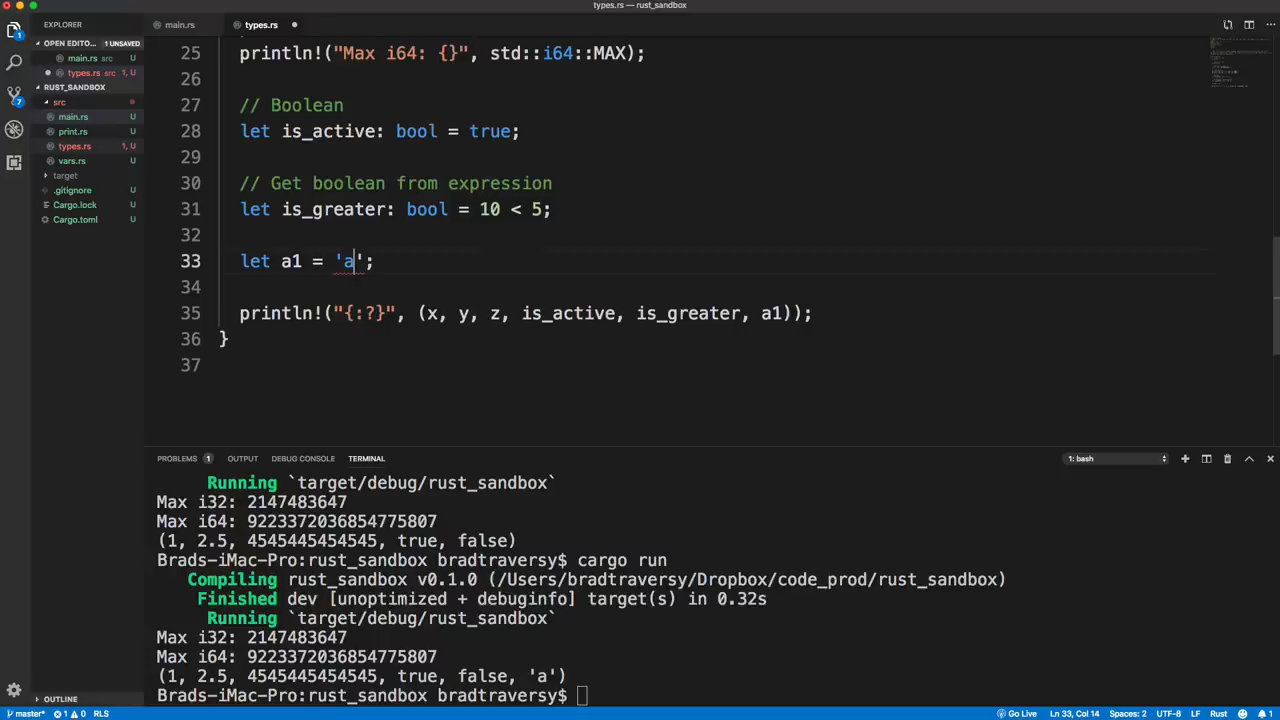 types.rs — rust_sandbox
EXPLORER
main.rs
types.rs
OPEN EDITO... 1 UNSAVED
main.rs src U
types.rs src 1, U
RUST_SANDBOX
src
main.rs U
print.rs U
types.rs 1, U
vars.rs U
target
.gitignore U
Cargo.lock U
Cargo.toml U
OUTLINE
1
7
25 println!("Max i64: {}", std::i64::MAX);
26
27 // Boolean
28 let is_active: bool = true;
29
30 // Get boolean from expression
31 let is_greater: bool = 10 < 5;
32
33 let a1 = 'a';
34
35 println!("{:?}", (x, y, z, is_active, is_greater, a1));
36 }
37
PROBLEMS 1 OUTPUT DEBUG CONSOLE TERMINAL 1: bash
Running `target/debug/rust_sandbox`
Max i32: 2147483647
Max i64: 9223372036854775807
(1, 2.5, 4545445454545, true, false)
Brads-iMac-Pro:rust_sandbox bradtraversy$ cargo run
Compiling rust_sandbox v0.1.0 (/Users/bradtraversy/Dropbox/code_prod/rust_sandbox)
Finished dev [unoptimized + debuginfo] target(s) in 0.32s
Running `target/debug/rust_sandbox`
Max i32: 2147483647
Max i64: 9223372036854775807
(1, 2.5, 4545445454545, true, false, 'a')
Brads-iMac-Pro:rust_sandbox bradtraversy$
master* 1 0 RLS Go Live Ln 33, Col 14 Spaces: 2 UTF-8 LF Rust 1